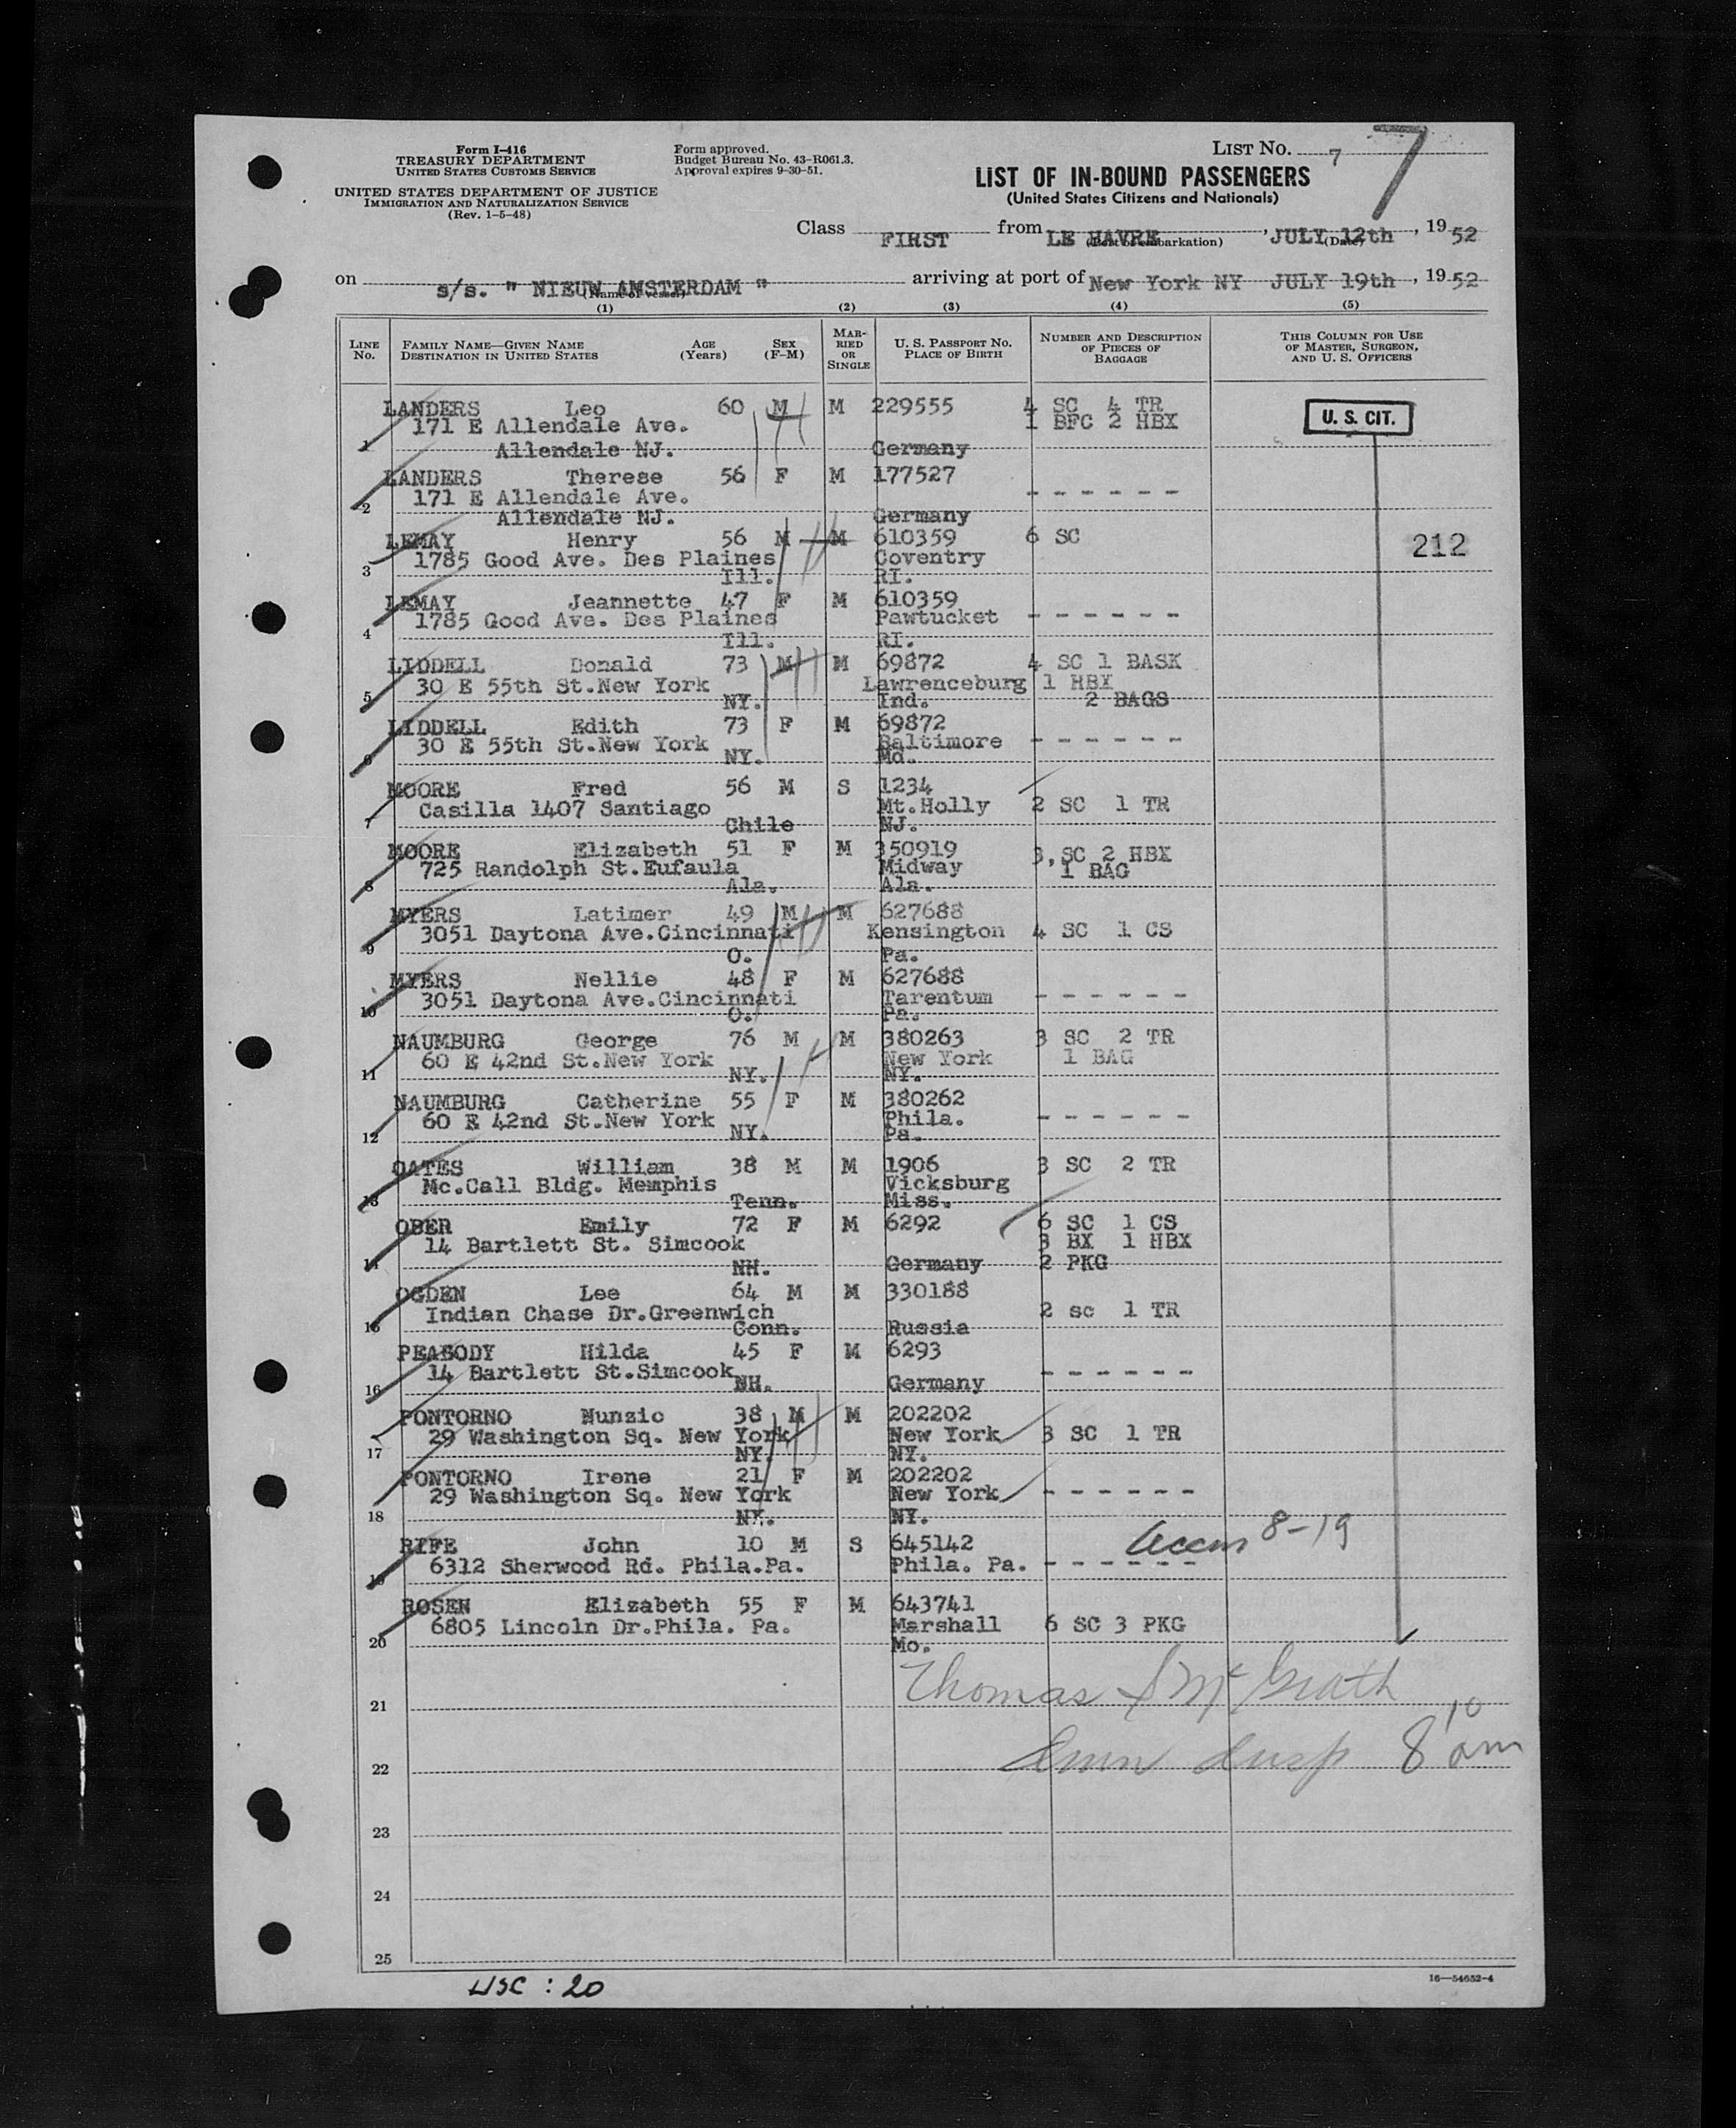 Form I-416
TREASURY DEPARTMENT
UNITED STATES CUSTOMS SERVICE
UNITED STATES DEPARTMENT OF JUSTICE
IMMIGRATION AND NATURALIZATION SERVICE
(Rev. 1-5-48)
Form approved.
Budget Bureau No. 43-R061.3.
Approval expires 9-30-51.
LIST NO. 7
7
LIST OF IN-BOUND PASSENGERS
(United States Citizens and Nationals)
Class FIRST from LE HAVRE, JULY 12th, 1952
(Port of embarkation) (Date)
on s/s. " NIEUW AMSTERDAM " arriving at port of New York NY JULY 19th, 1952
(Name of vessel)
(1) (2) (3) (4) (5)
LINE NO. FAMILY NAME—GIVEN NAME DESTINATION IN UNITED STATES AGE (Years) SEX (F-M) MARRIED OR SINGLE U. S. PASSPORT NO. PLACE OF BIRTH NUMBER AND DESCRIPTION OF PIECES OF BAGGAGE THIS COLUMN FOR USE OF MASTER, SURGEON, AND U. S. OFFICERS
LANDERS Leo 60 M M 229555 4 SC 4 TR U. S. CIT.
171 E Allendale Ave. 1 BFC 2 HBX
1 Allendale NJ. Germany
LANDERS Therese 56 F M 177527
171 E Allendale Ave. - - - - - -
2 Allendale NJ. Germany
LEMAY Henry 56 M M 610359 6 SC 212
1785 Good Ave. Des Plaines Coventry
3 Ill. RI.
LEMAY Jeannette 47 F M 610359
1785 Good Ave. Des Plaines Pawtucket - - - - - -
4 Ill. RI.
LIDDELL Donald 73 M M 69872 4 SC 1 BASK
30 E 55th St.New York Lawrenceburg 1 HBX
5 NY. Ind. 2 BAGS
LIDDELL Edith 73 F M 69872
30 E 55th St.New York Baltimore - - - - - -
6 NY. Md.
MOORE Fred 56 M S 1234
Casilla 1407 Santiago Mt.Holly 2 SC 1 TR
7 Chile NJ.
MOORE Elizabeth 51 F M 350919 3,SC 2 HBX
725 Randolph St.Eufaula Midway 1 BAG
8 Ala. Ala.
MYERS Latimer 49 M M 627688
3051 Daytona Ave.Cincinnati Kensington 4 SC 1 CS
9 O. Pa.
MYERS Nellie 48 F M 627688
3051 Daytona Ave.Cincinnati Tarentum - - - - - -
10 O. Pa.
NAUMBURG George 76 M M 380263 3 SC 2 TR
60 E 42nd St.New York New York 1 BAG
11 NY. NY.
NAUMBURG Catherine 55 F M 380262
60 E 42nd St.New York Phila. - - - - - -
12 NY. Pa.
OATES William 38 M M 1906 3 SC 2 TR
Mc.Call Bldg. Memphis Vicksburg
13 Tenn. Miss.
OBER Emily 72 F M 6292 6 SC 1 CS
14 Bartlett St. Simcook 3 BX 1 HBX
14 NH. Germany 2 PKG
OGDEN Lee 64 M M 330188
Indian Chase Dr.Greenwich 2 sc 1 TR
15 Conn. Russia
PEABODY Hilda 45 F M 6293
14 Bartlett St.Simcook - - - - - -
16 NH. Germany
PONTORNO Nunzio 38 M M 202202
29 Washington Sq. New York New York 3 SC 1 TR
17 NY. NY.
PONTORNO Irene 21 F M 202202
29 Washington Sq. New York New York - - - - - -
18 NY. NY.
RIFE John 10 M S 645142 8-19
6312 Sherwood Rd. Phila.Pa. Phila. Pa. - - - - - -
19
ROSEN Elizabeth 55 F M 643741
6805 Lincoln Dr.Phila. Pa. Marshall 6 SC 3 PKG
20 Mo.
Thomas S McGrath
21
Imm Insp 8 10 am
22
23
24
25
USC : 20
16—54652-4